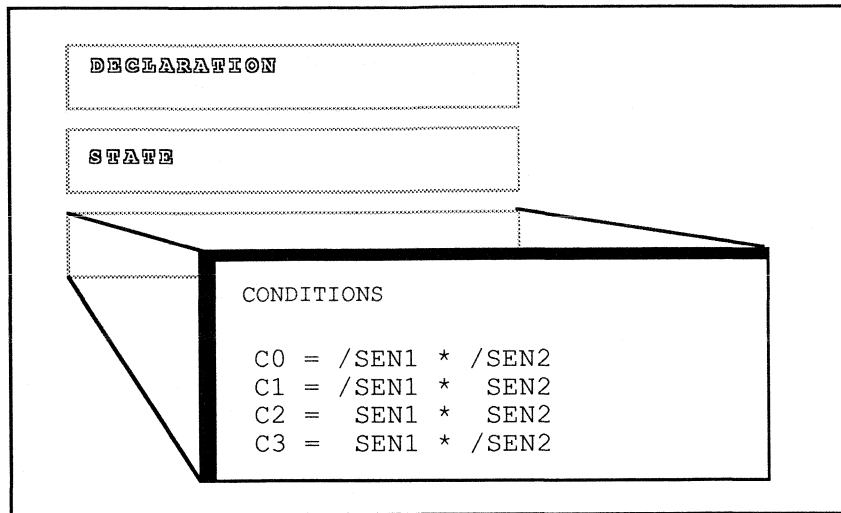 DECLARATION
STATE
CONDITIONS
C0 = /SEN1 * /SEN2
C1 = /SEN1 * SEN2
C2 = SEN1 * SEN2
C3 = SEN1 * /SEN2